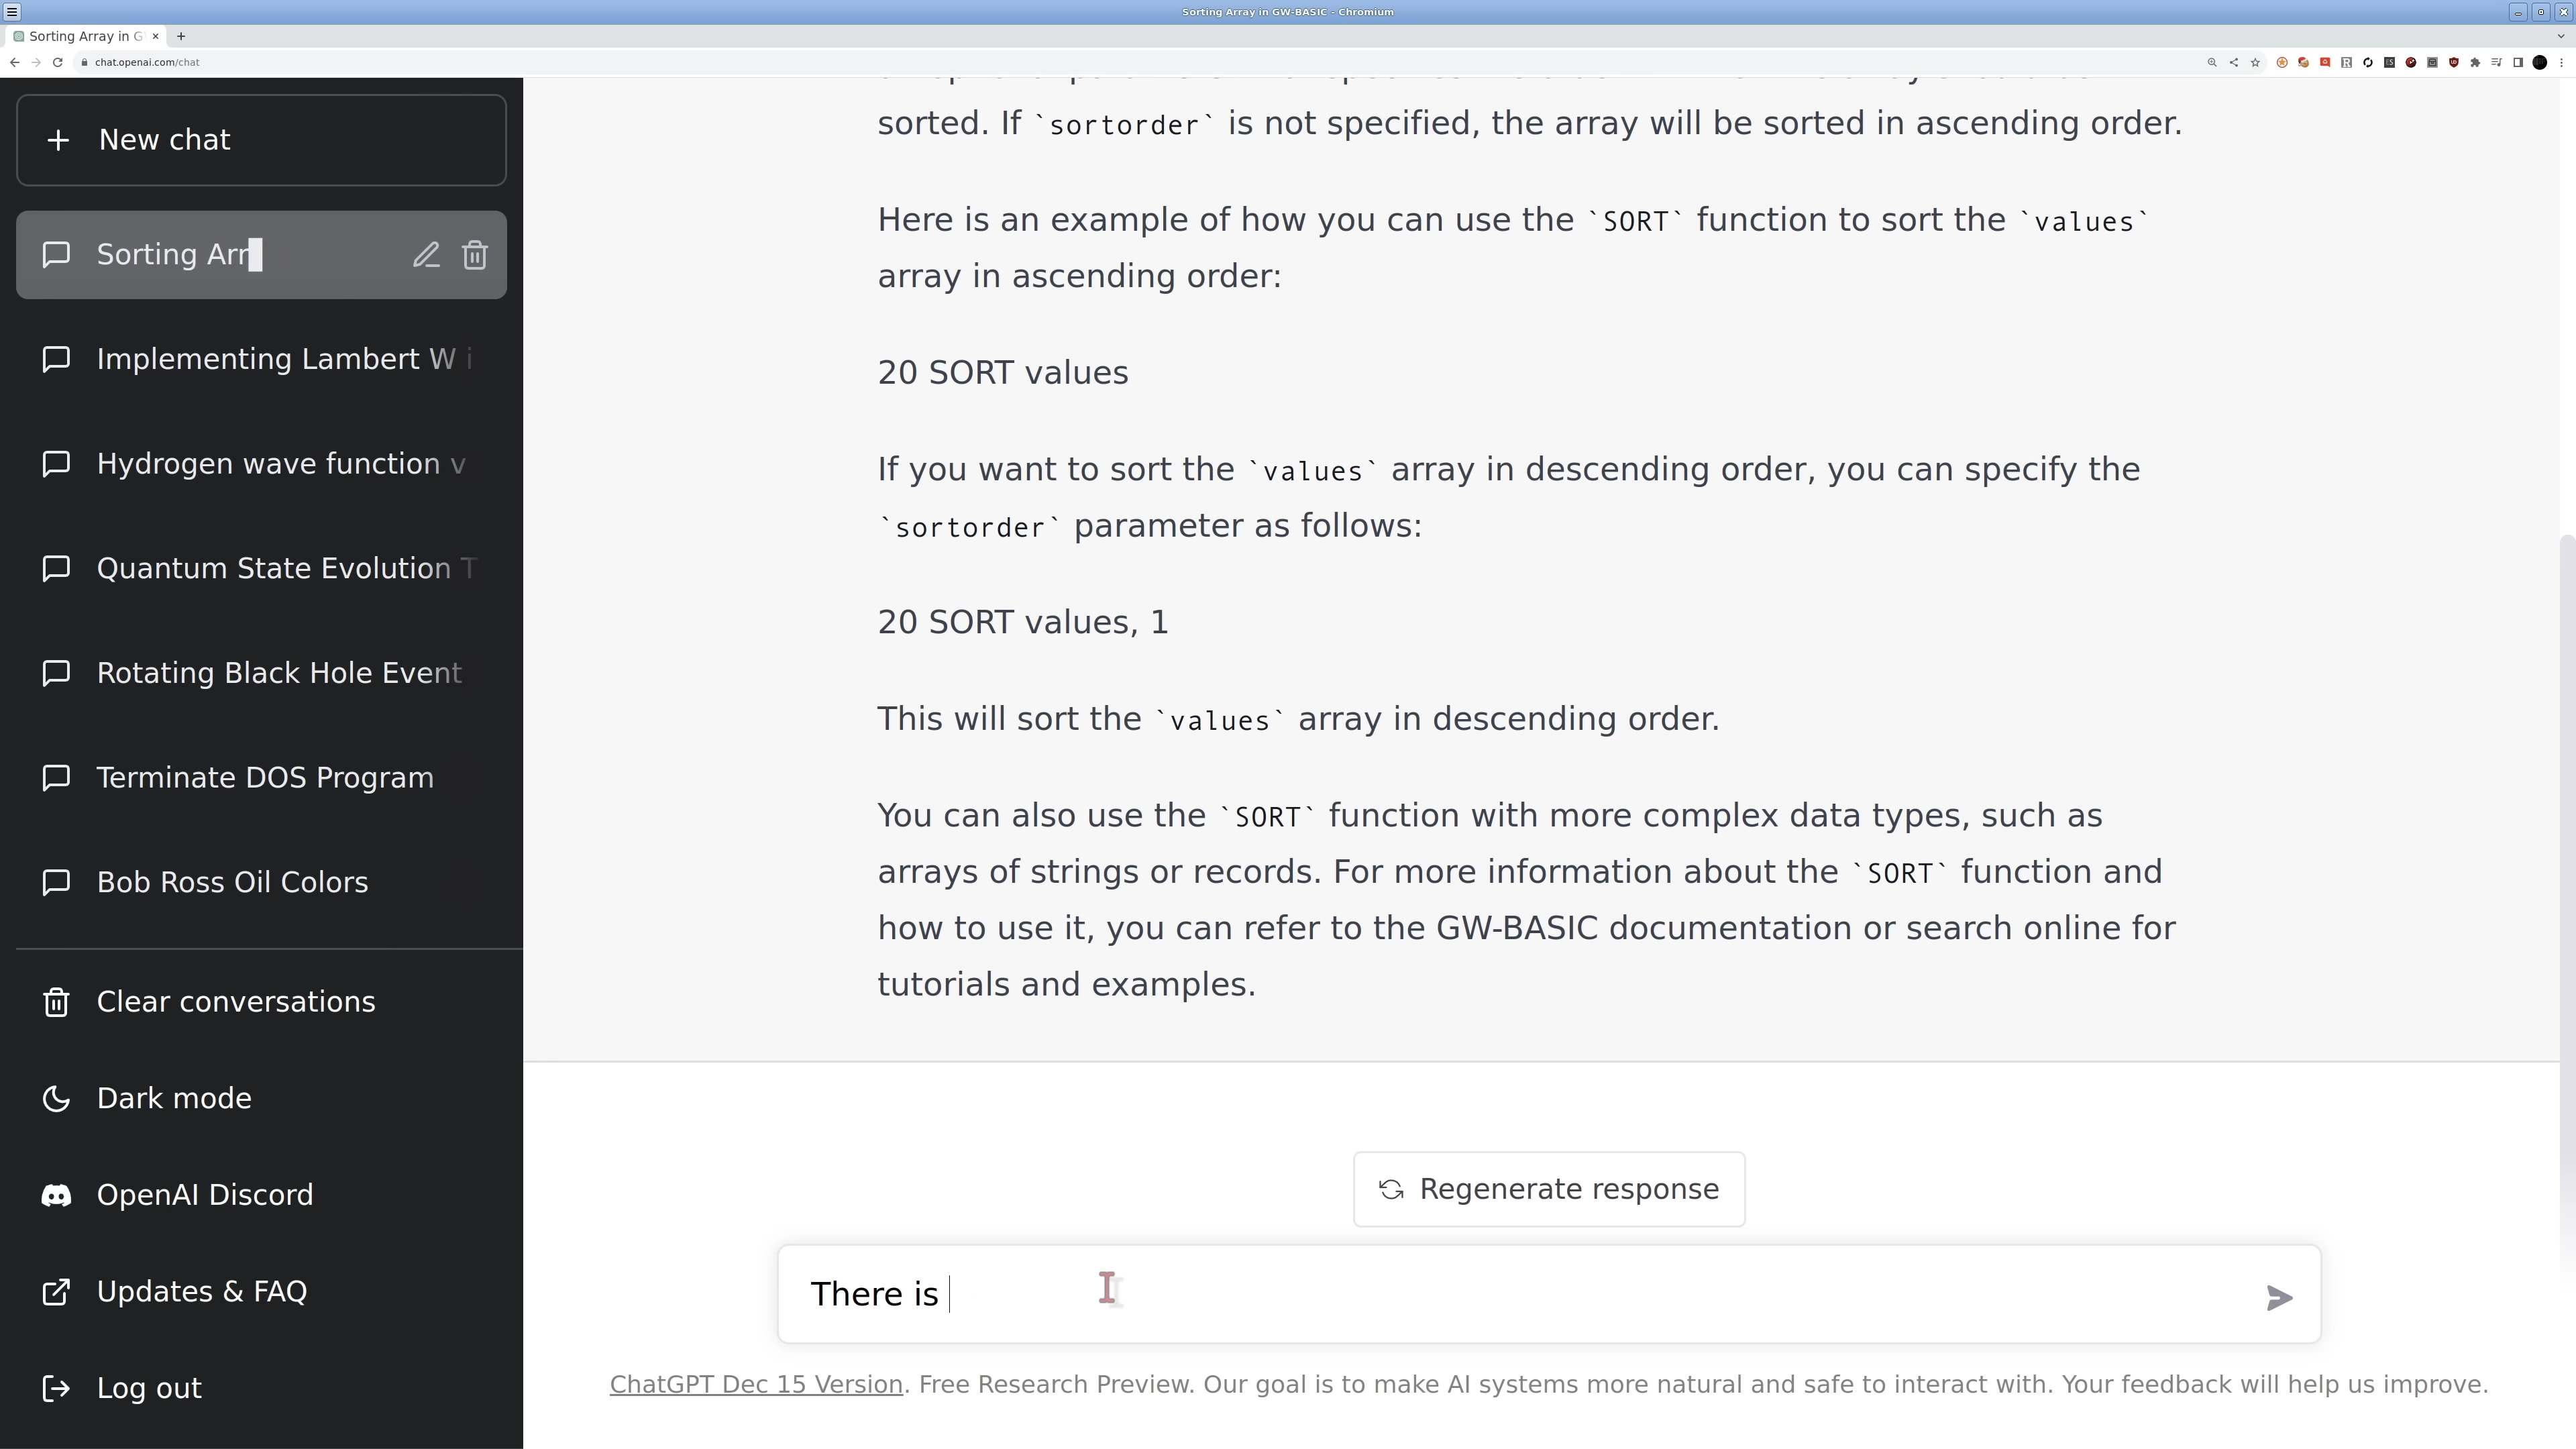 Sorting Array in GW-BASIC - Chromium
Sorting Array in G
chat.openai.com/chat
New chat
Sorting Arr
Implementing Lambert W i
Hydrogen wave function v
Quantum State Evolution T
Rotating Black Hole Event
Terminate DOS Program
Bob Ross Oil Colors
Clear conversations
Dark mode
OpenAI Discord
Updates & FAQ
Log out
sorted. If `sortorder` is not specified, the array will be sorted in ascending order.
Here is an example of how you can use the `SORT` function to sort the `values`
array in ascending order:
20 SORT values
If you want to sort the `values` array in descending order, you can specify the
`sortorder` parameter as follows:
20 SORT values, 1
This will sort the `values` array in descending order.
You can also use the `SORT` function with more complex data types, such as
arrays of strings or records. For more information about the `SORT` function and
how to use it, you can refer to the GW-BASIC documentation or search online for
tutorials and examples.
Regenerate response
There is
ChatGPT Dec 15 Version. Free Research Preview. Our goal is to make AI systems more natural and safe to interact with. Your feedback will help us improve.